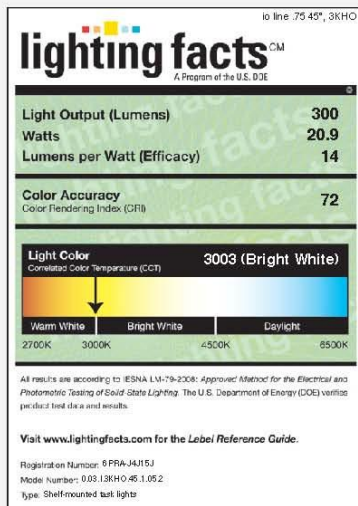 io line .75 45", 3KHO
lighting facts CM
A Program of the U.S. DOE
Light Output (Lumens) 300
Watts 20.9
Lumens per Watt (Efficacy) 14
Color Accuracy 72
Color Rendering Index (CRI)
Light Color 3003 (Bright White)
Correlated Color Temperature (CCT)
Warm White Bright White Daylight
2700K 3000K 4500K 6500K
All results are according to IESNA LM-79-2008: Approved Method for the Electrical and
Photometric Testing of Solid-State Lighting. The U.S. Department of Energy (DOE) verifies
product test data and results.
Visit www.lightingfacts.com for the Label Reference Guide.
Registration Number: 6PRA-J4J15J
Model Number: 0.03.I.3KHO.45.1.05.2
Type: Shelf-mounted task lights